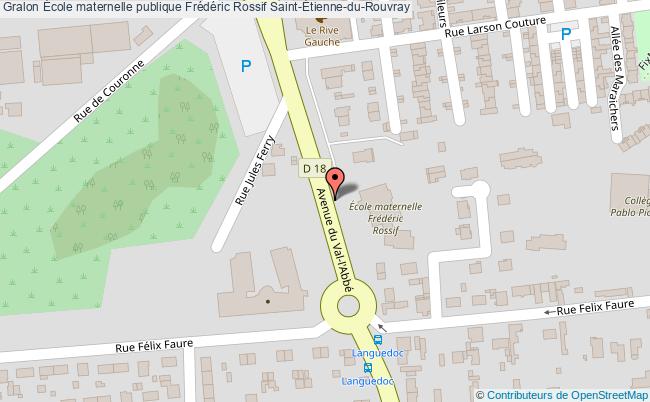 Gralon École maternelle publique Frédéric Rossif Saint-Étienne-du-Rouvray
Le Rive
Gauche
Rue Larson Couture
P
Allée des Maraichers
P
Rue de Couronne
Rue Jules Ferry
D 18
Avenue du Val-l'Abbé
École maternelle
Frédéric
Rossif
Rue Felix Faure
Rue Félix Faure
Languedoc
Languedoc
© Contributeurs de OpenStreetMap